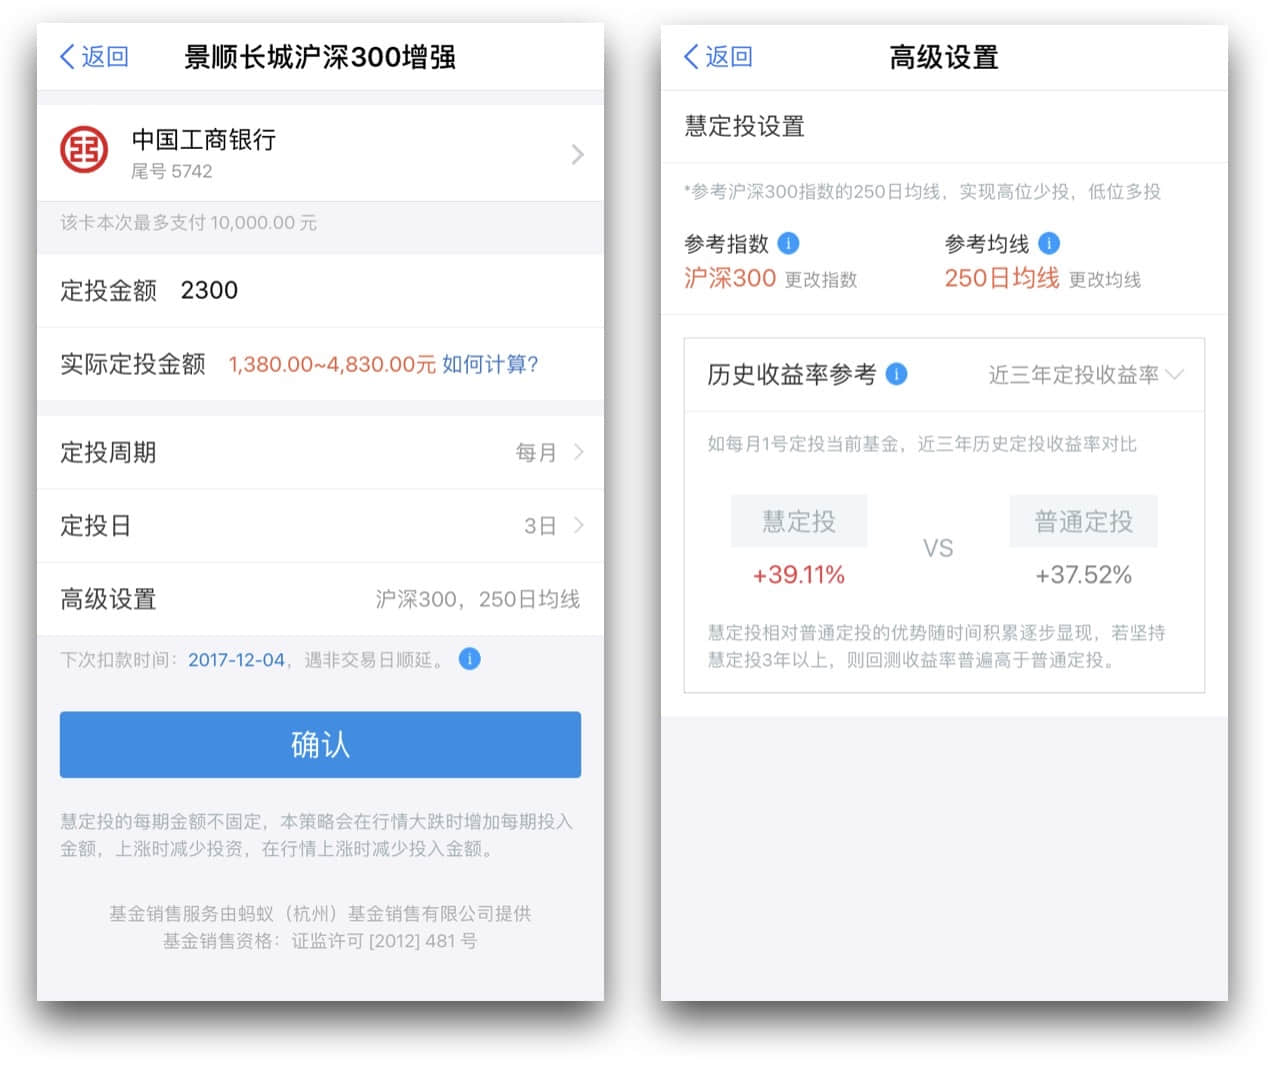 返回
景顺长城沪深300增强
中国工商银行
尾号 5742
该卡本次最多支付 10,000.00 元
定投金额 2300
实际定投金额 1,380.00~4,830.00元 如何计算?
定投周期 每月
定投日 3日
高级设置 沪深300，250日均线
下次扣款时间：2017-12-04，遇非交易日顺延。
确认
慧定投的每期金额不固定，本策略会在行情大跌时增加每期投入
金额，上涨时减少投资，在行情上涨时减少投入金额。
基金销售服务由蚂蚁（杭州）基金销售有限公司提供
基金销售资格：证监许可 [2012] 481 号
返回
高级设置
慧定投设置
*参考沪深300指数的250日均线，实现高位少投，低位多投
参考指数 参考均线
沪深300 更改指数 250日均线 更改均线
历史收益率参考 近三年定投收益率
如每月1号定投当前基金，近三年历史定投收益率对比
慧定投 VS 普通定投
+39.11% +37.52%
慧定投相对普通定投的优势随时间积累逐步显现，若坚持
慧定投3年以上，则回测收益率普遍高于普通定投。